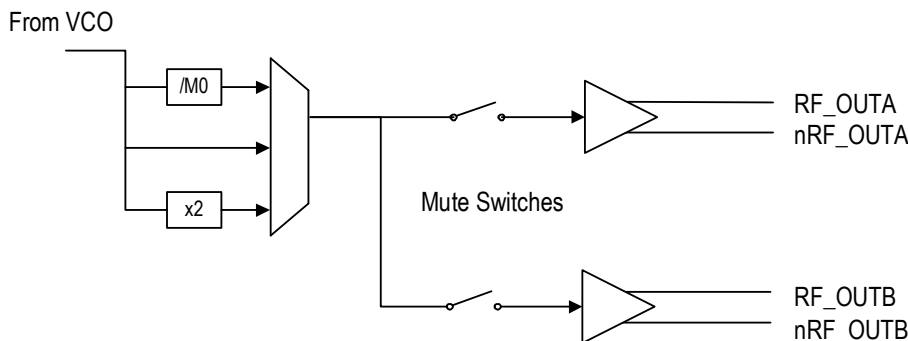 From VCO
/M0
x2
RF_OUTA
nRF_OUTA
Mute Switches
RF_OUTB
nRF_OUTB